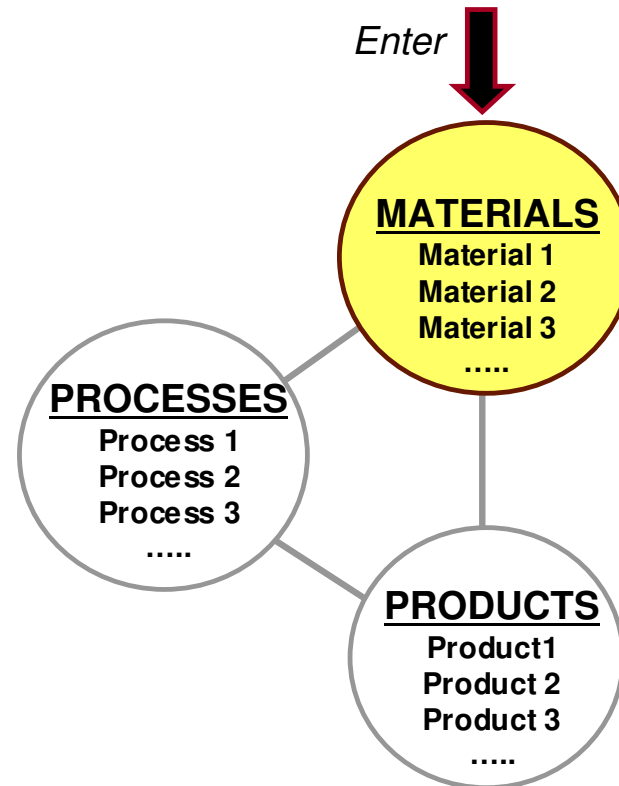 Enter
MATERIALS
Material 1
Material 2
Material 3
.....
PROCESSES
Process 1
Process 2
Process 3
.....
PRODUCTS
Product1
Product 2
Product 3
.....